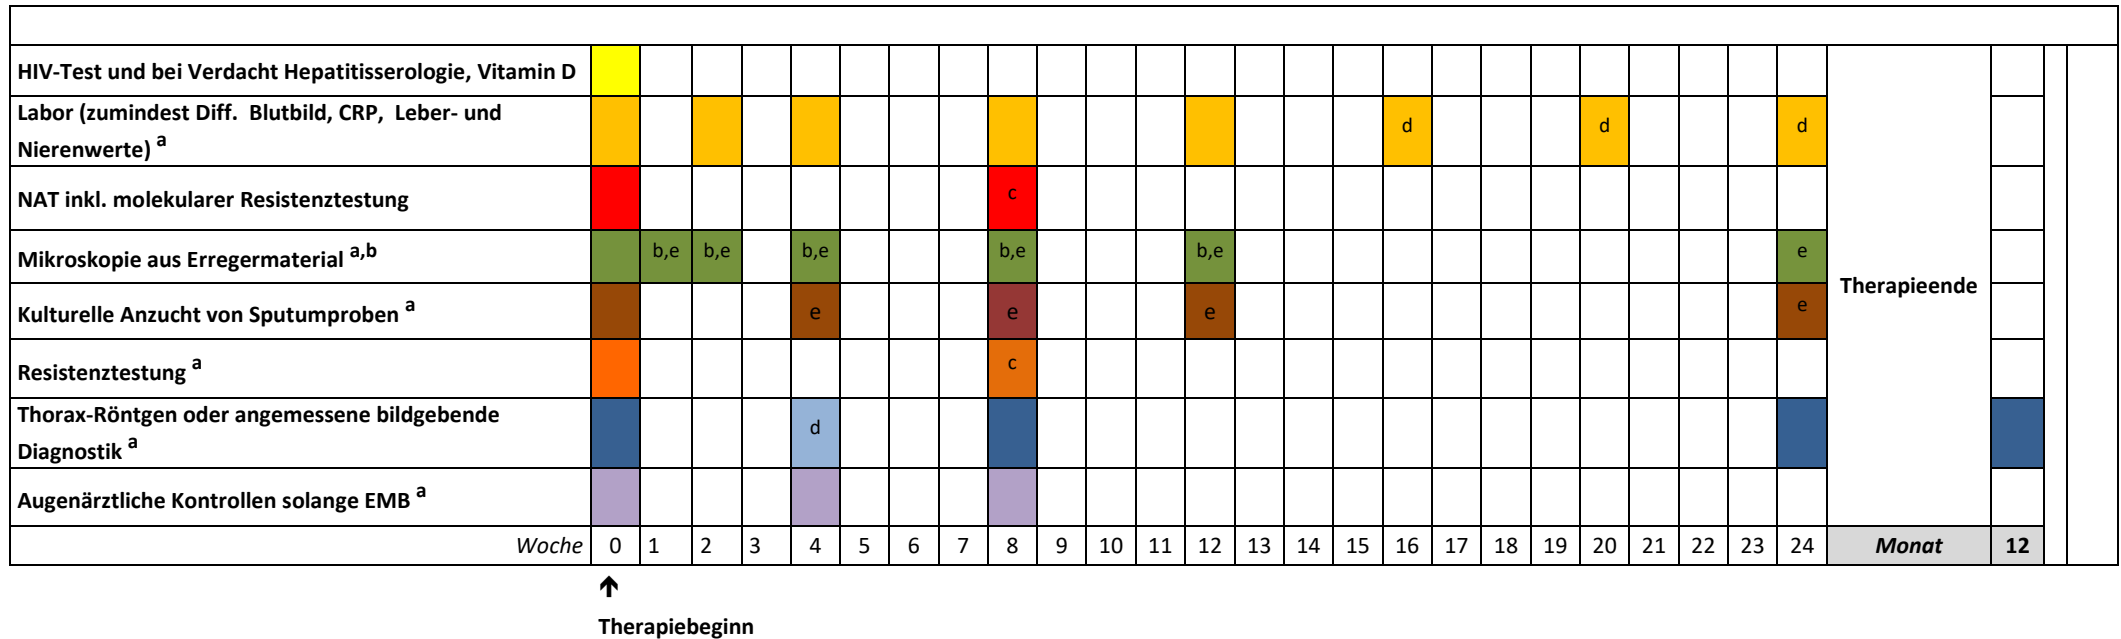 HIV-Test und bei Verdacht Hepatitisserologie, Vitamin D
Labor (zumindest Diff. Blutbild, CRP, Leber- und
Nierenwerte) a
d d d
NAT inkl. molekularer Resistenztestung
c
Mikroskopie aus Erregermaterial a,b
b,e b,e b,e b,e b,e e
Therapieende
Kulturelle Anzucht von Sputumproben a
e e e e
Resistenztestung a
c
Thorax-Röntgen oder angemessene bildgebende
Diagnostik a
d
Augenärztliche Kontrollen solange EMB a
Woche 0 1 2 3 4 5 6 7 8 9 10 11 12 13 14 15 16 17 18 19 20 21 22 23 24 Monat 12
↑
Therapiebeginn